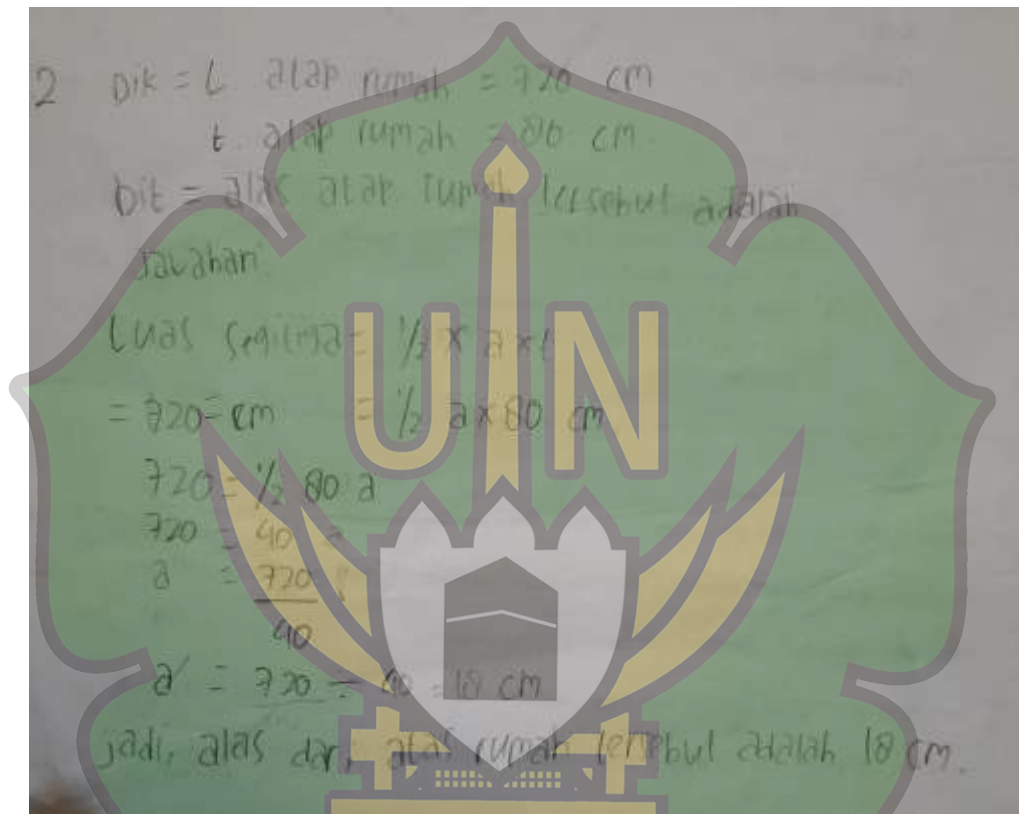 2 Dik = L. atap rumah = 720 cm
t. atap rumah = 80 cm
Dit = alas atap rumah tersebut adalah
Jawaban
Luas segitiga = 1/2 x a x t
= 720 = cm = 1/2 a x 80 cm
720 = 1/2 80 a
720 = 40 a
a = 720
40
a = 720 = 40 = 18 cm
jadi, alas dari atas rumah tersebut adalah 18 cm.
UIN